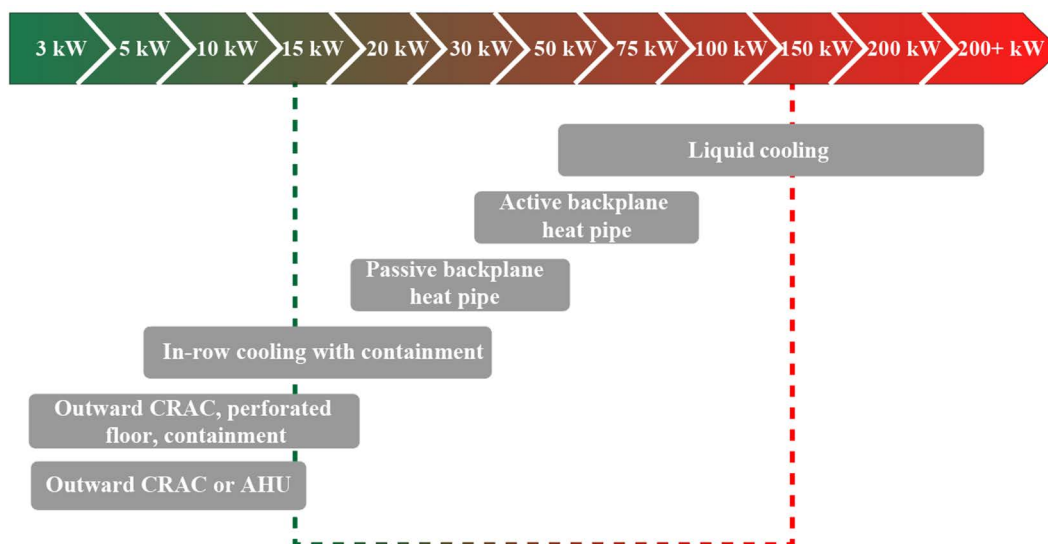 3 kW 5 kW 10 kW 15 kW 20 kW 30 kW 50 kW 75 kW 100 kW 150 kW 200 kW 200+ kW
Liquid cooling
Active backplane
heat pipe
Passive backplane
heat pipe
In-row cooling with containment
Outward CRAC, perforated
floor, containment
Outward CRAC or AHU